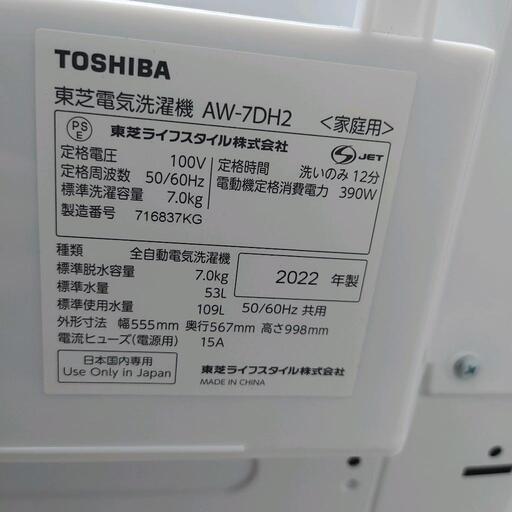 TOSHIBA
東芝電気洗濯機 AW-7DH2 <家庭用>
PS E
東芝ライフスタイル株式会社
S JET
定格電圧 100V
定格周波数 50/60Hz
標準洗濯容量 7.0kg
製造番号 716837KG
定格時間 洗いのみ 12分
電動機定格消費電力 390W
種類 全自動電気洗濯機
標準脱水容量 7.0kg
標準水量 53L
標準使用水量 109L
2022 年製
50/60Hz 共用
外形寸法 幅555mm 奥行567mm 高さ998mm
電流ヒューズ(電源用) 15A
日本国内専用
Use Only in Japan
東芝ライフスタイル株式会社
MADE IN CHINA